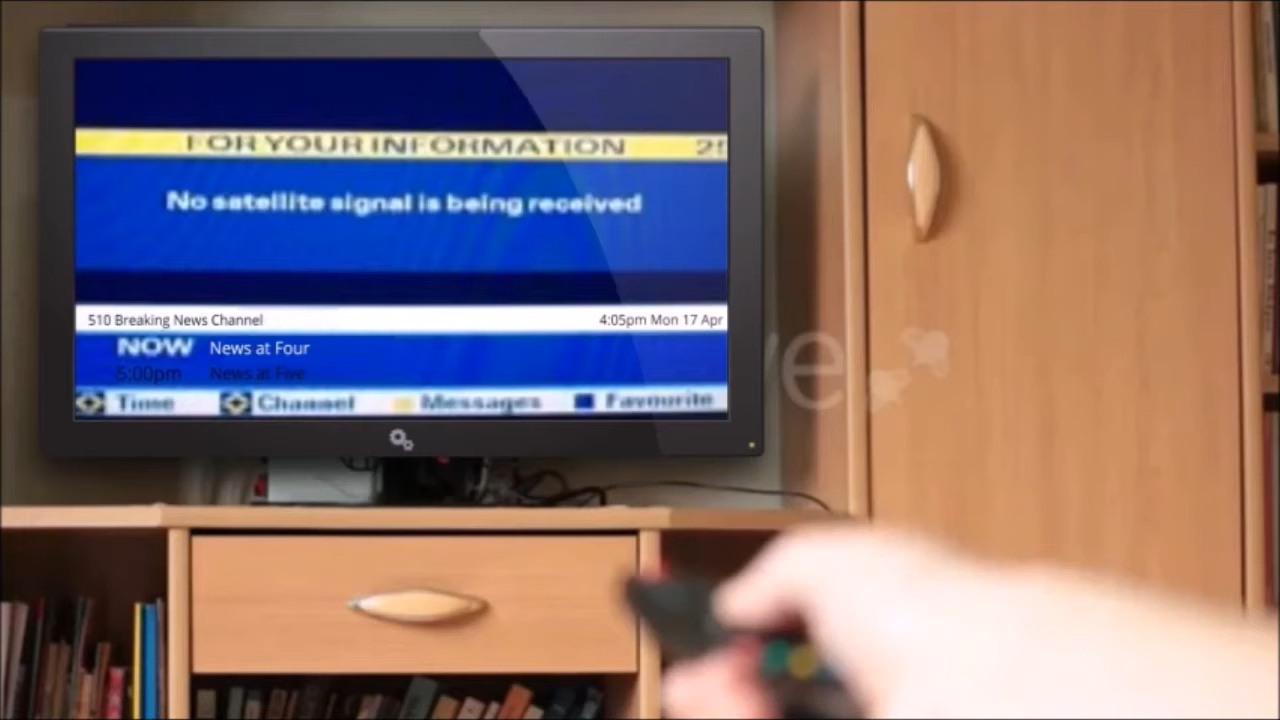 FOR YOUR INFORMATION 25
No satellite signal is being received
510 Breaking News Channel 4:05pm Mon 17 Apr
NOW News at Four
5:00pm News at Five
Time Channel Messages Favourite